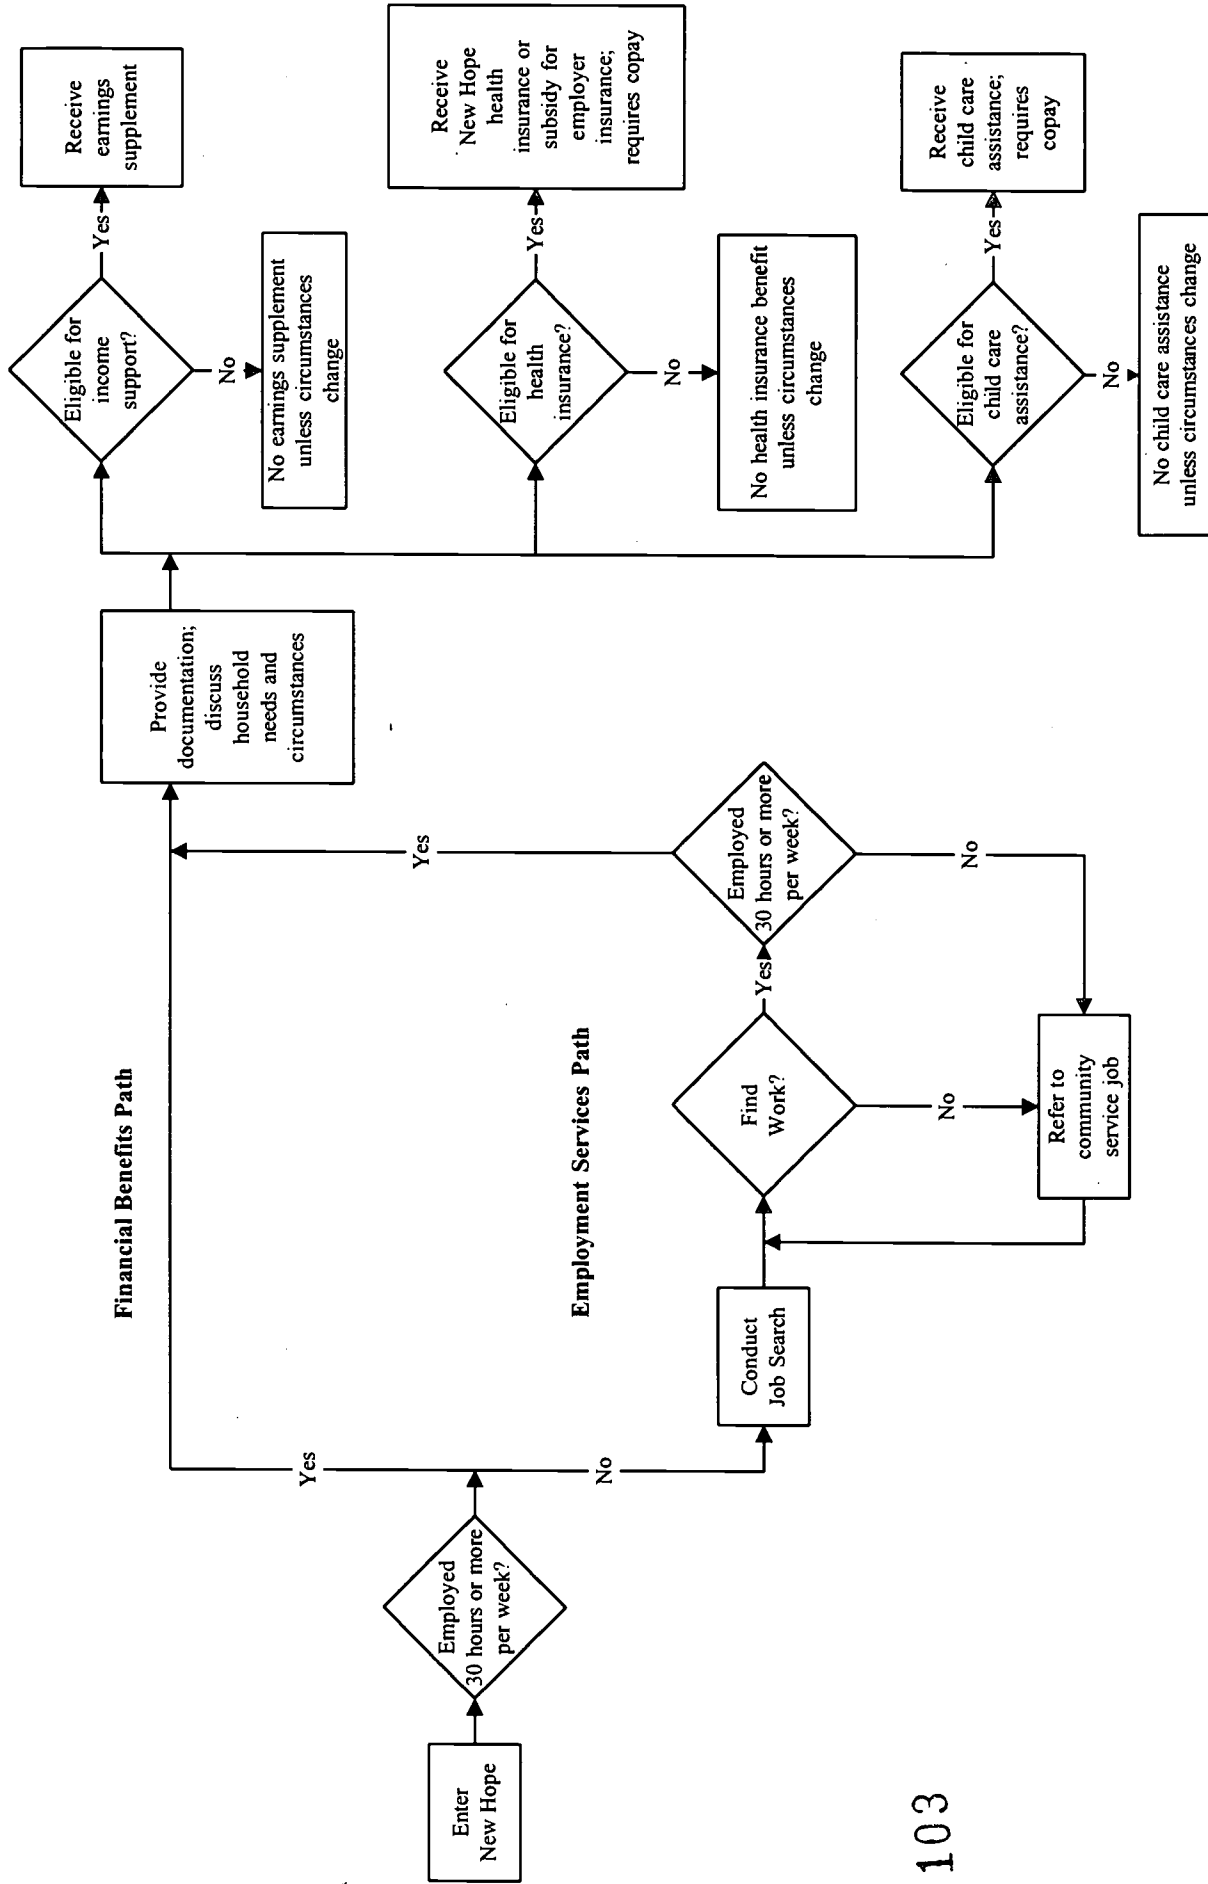 Financial Benefits Path
Enter
New Hope
Employed
30 hours or more
per week?
Yes
No
Employment Services Path
Conduct
Job Search
Find
Work?
Yes
No
Refer to
community
service job
Employed
30 hours or more
per week?
Yes
No
Provide
documentation;
discuss
household
needs and
circumstances
Eligible for
income
support?
Yes
Receive
earnings
supplement
No
No earnings supplement
unless circumstances
change
Eligible for
health
insurance?
Yes
Receive
New Hope
health
insurance or
subsidy for
employer
insurance;
requires copay
No
No health insurance benefit
unless circumstances
change
Eligible for
child care
assistance?
Yes
Receive
child care
assistance;
requires
copay
No
No child care assistance
unless circumstances change
103